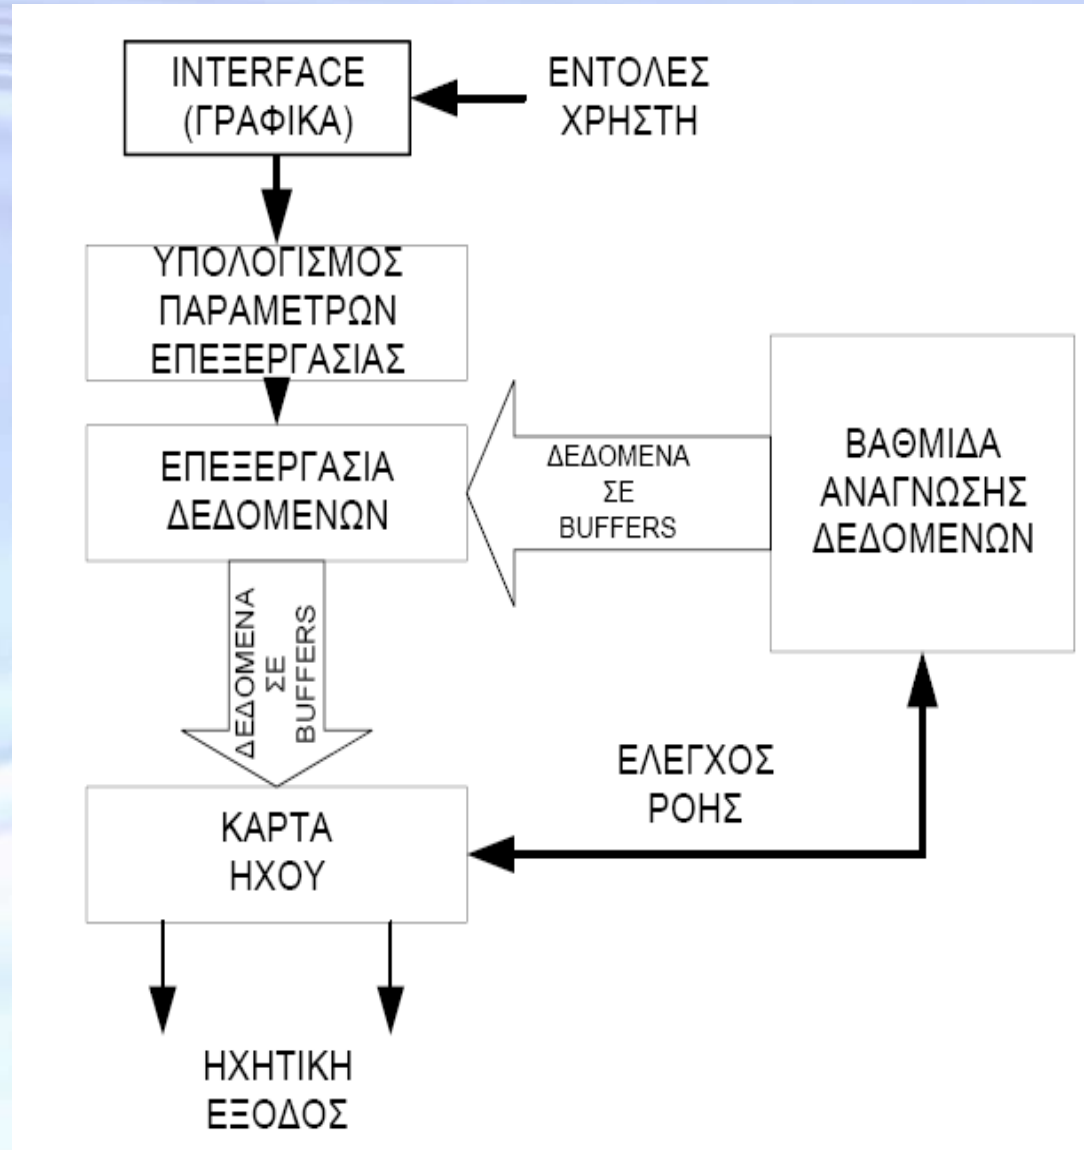 INTERFACE
(ΓΡΑΦΙΚΑ)
ΕΝΤΟΛΕΣ
ΧΡΗΣΤΗ
ΥΠΟΛΟΓΙΣΜΟΣ
ΠΑΡΑΜΕΤΡΩΝ
ΕΠΕΞΕΡΓΑΣΙΑΣ
ΕΠΕΞΕΡΓΑΣΙΑ
ΔΕΔΟΜΕΝΩΝ
ΔΕΔΟΜΕΝΑ
ΣΕ
BUFFERS
ΒΑΘΜΙΔΑ
ΑΝΑΓΝΩΣΗΣ
ΔΕΔΟΜΕΝΩΝ
ΔΕΔΟΜΕΝΑ
ΣΕ
BUFFERS
ΕΛΕΓΧΟΣ
ΡΟΗΣ
ΚΑΡΤΑ
ΗΧΟΥ
ΗΧΗΤΙΚΗ
ΕΞΟΔΟΣ